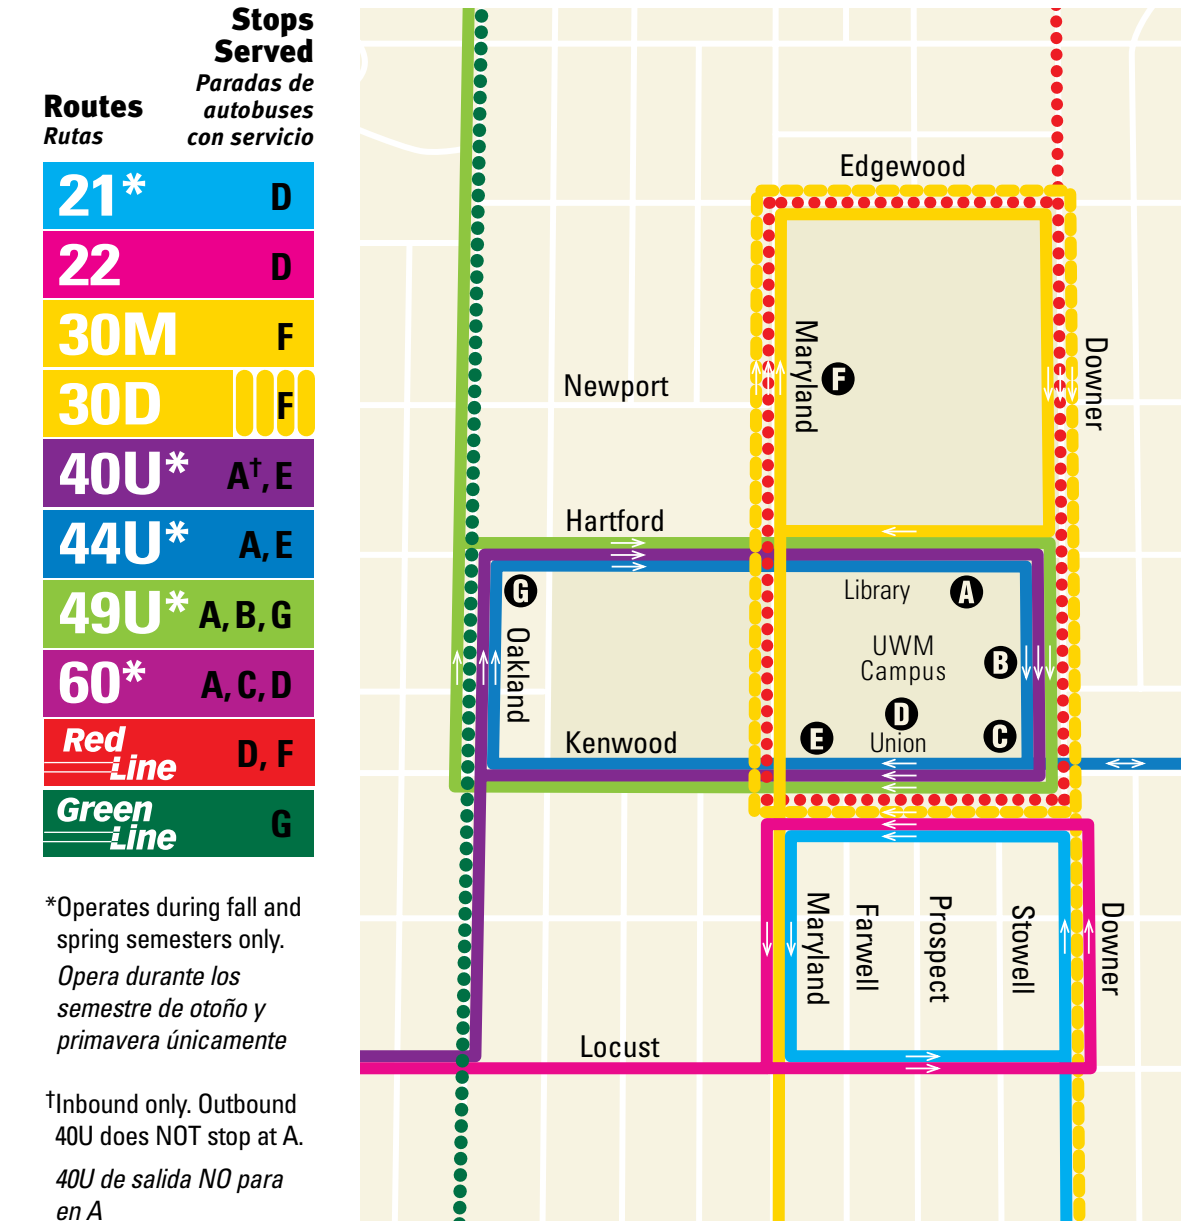 Stops
Served
Paradas de
autobuses
con servicio
Routes
Rutas
21* D
22 D
30M F
30D F
40U* A†, E
44U* A, E
49U* A, B, G
60* A, C, D
Red Line D, F
Green Line G
*Operates during fall and
spring semesters only.
Opera durante los
semestre de otoño y
primavera únicamente
†Inbound only. Outbound
40U does NOT stop at A.
40U de salida NO para
en A
Edgewood
Maryland
F
Downer
Newport
Hartford
G
Oakland
Library
A
UWM
Campus
B
D
Union
E
C
Kenwood
Maryland
Farwell
Prospect
Stowell
Downer
Locust